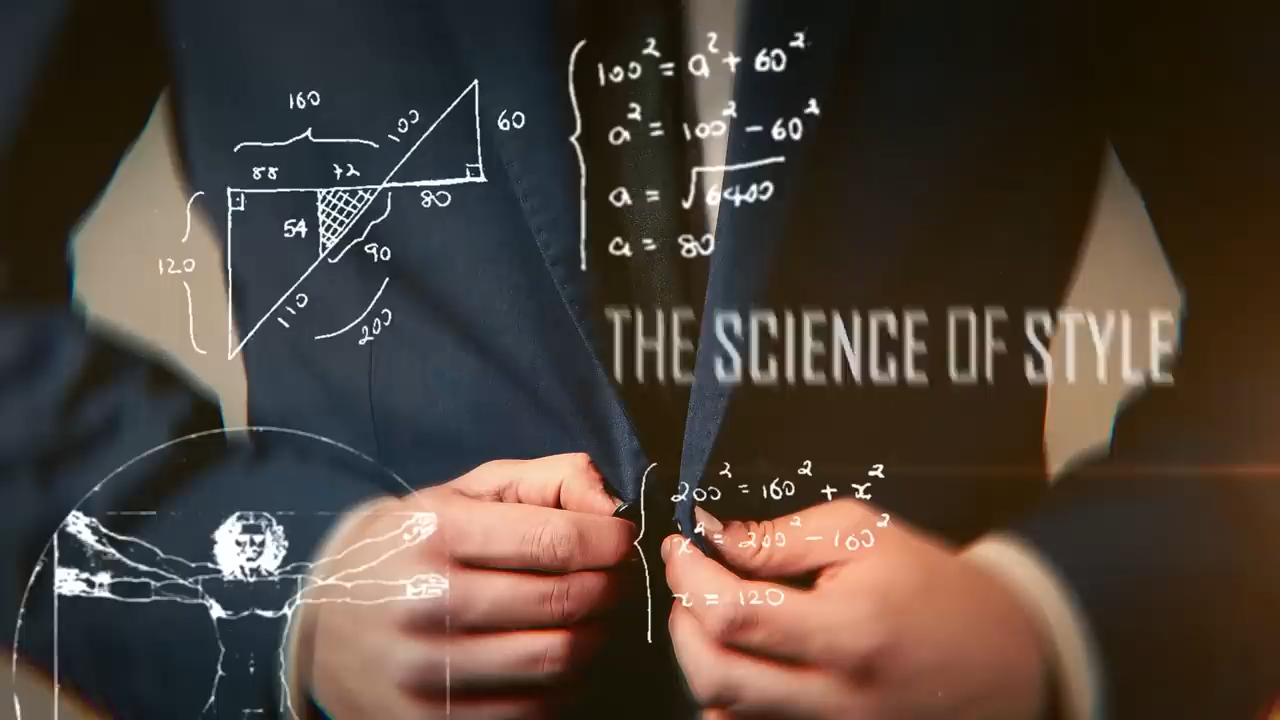 160
100
60
88
72
80
54
90
120
110
200
100² = a² + 60²
a² = 100² - 60²
a = √6400
a = 80
THE SCIENCE OF STYLE
200² = 160² + x²
x² = 200² - 160²
x = 120